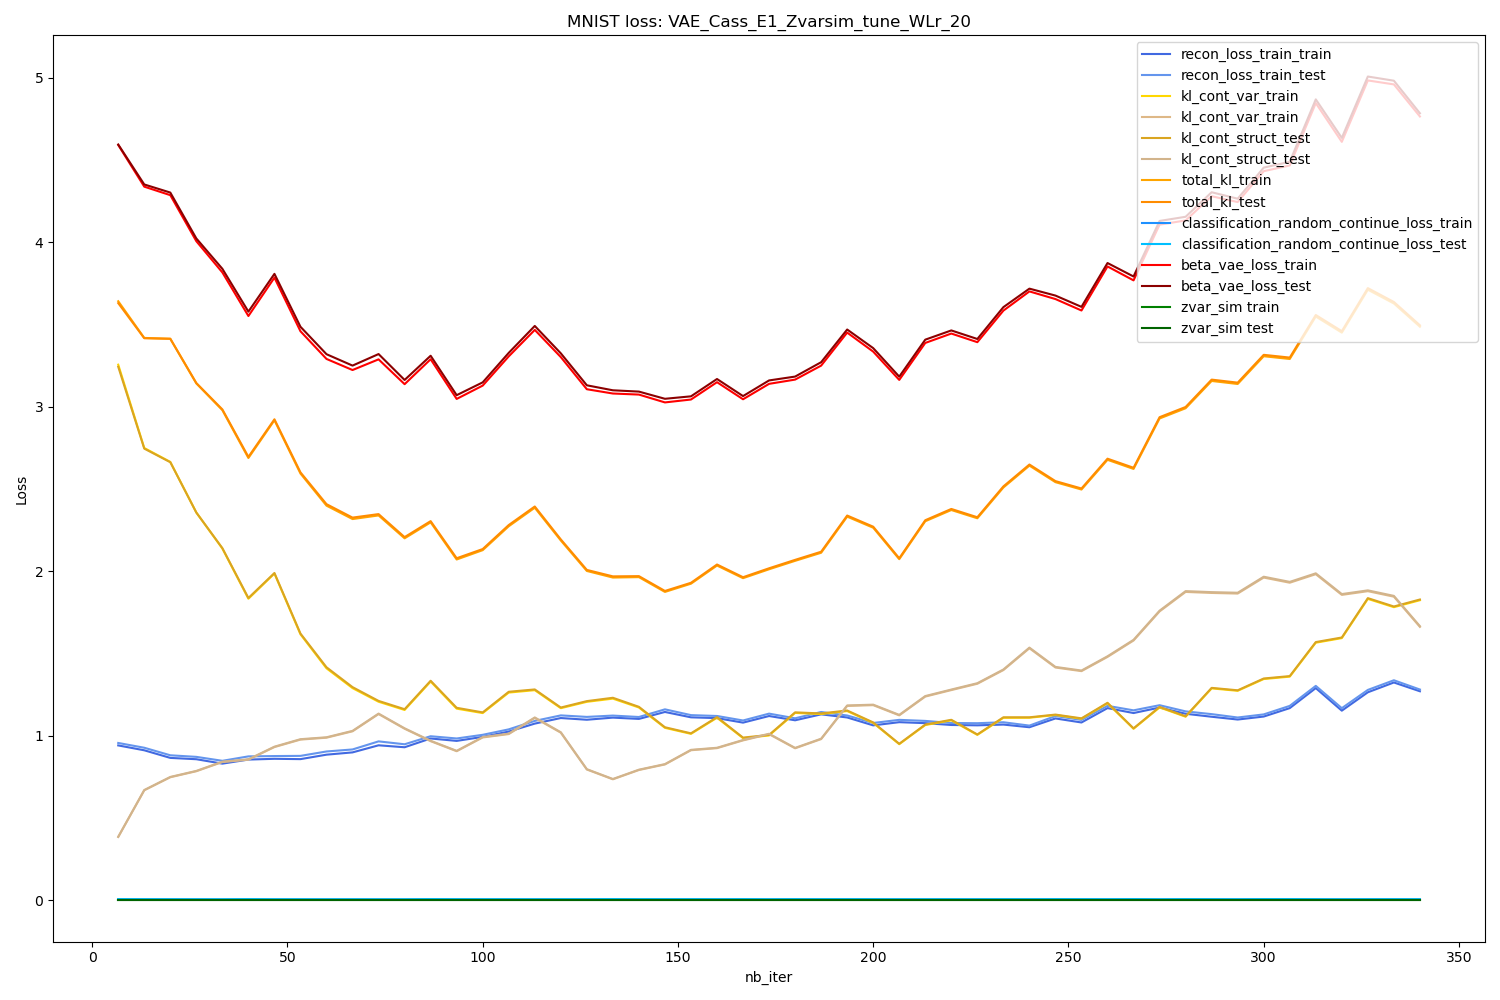 MNIST loss: VAE_Cass_E1_Zvarsim_tune_WLr_20
recon_loss_train_train
recon_loss_train_test
kl_cont_var_train
kl_cont_var_train
kl_cont_struct_test
kl_cont_struct_test
total_kl_train
total_kl_test
classification_random_continue_loss_train
classification_random_continue_loss_test
beta_vae_loss_train
beta_vae_loss_test
zvar_sim train
zvar_sim test
Loss
5
4
3
2
1
0
0
50
100
150
200
250
300
350
nb_iter